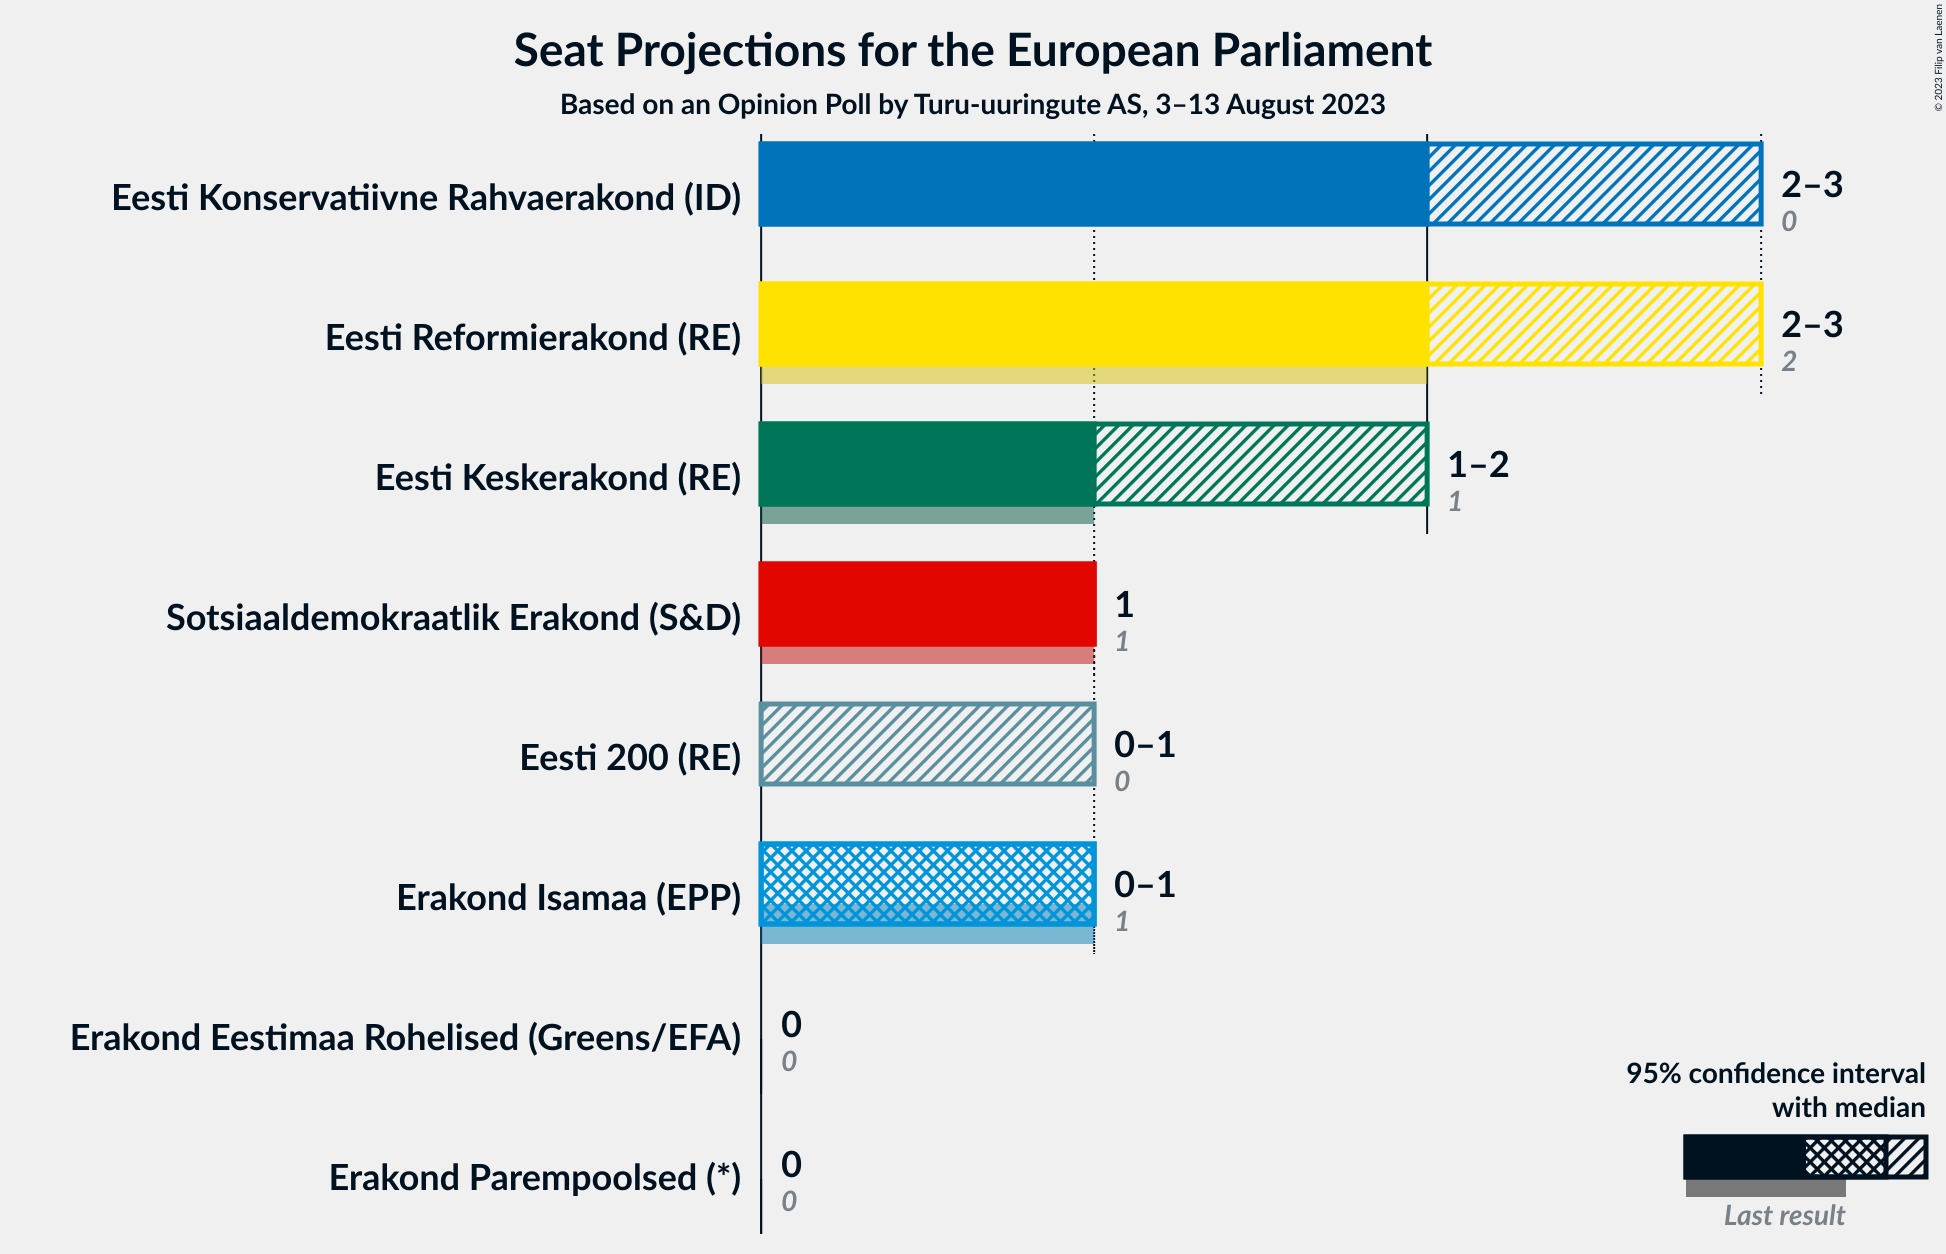 Seat Projections for the European Parliament
Based on an Opinion Poll by Turu-uuringute AS, 3–13 August 2023
© 2023 Filip van Laenen
Eesti Konservatiivne Rahvaerakond (ID)
2–3
0
Eesti Reformierakond (RE)
2–3
2
Eesti Keskerakond (RE)
1–2
1
Sotsiaaldemokraatlik Erakond (S&D)
1
1
Eesti 200 (RE)
0–1
0
Erakond Isamaa (EPP)
0–1
1
Erakond Eestimaa Rohelised (Greens/EFA)
0
0
Erakond Parempoolsed (*)
0
0
95% confidence interval
with median
Last result